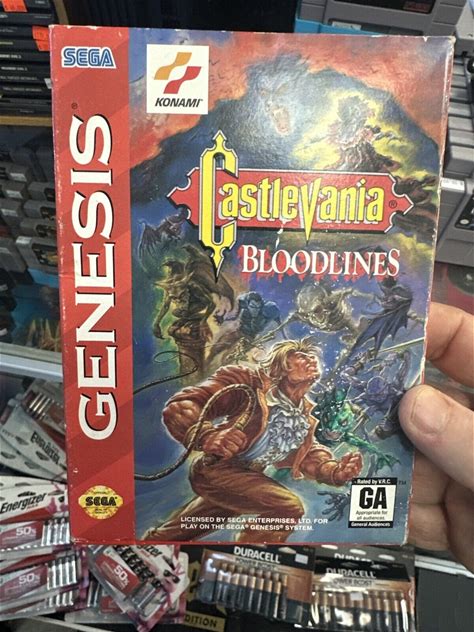 SEGA
KONAMI
GENESIS
Castlevania
BLOODLINES
SEGA
LICENSED BY SEGA ENTERPRISES, LTD. FOR
PLAY ON THE SEGA GENESIS SYSTEM.
Rated by V.R.C.
GA
Appropriate for
all audiences.
General Audiences
Energizer
Energizer
DURACELL
DURACELL